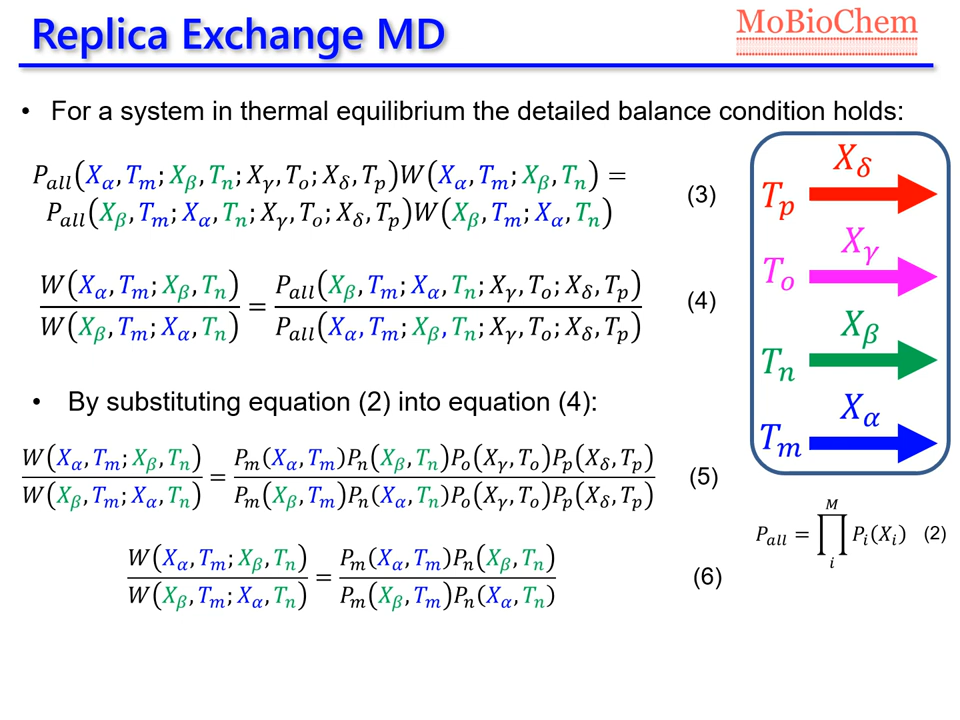 Replica Exchange MD
MoBioChem
• For a system in thermal equilibrium the detailed balance condition holds:
P_all(X_α, T_m; X_β, T_n; X_γ, T_o; X_δ, T_p)W(X_α, T_m; X_β, T_n) =
P_all(X_β, T_m; X_α, T_n; X_γ, T_o; X_δ, T_p)W(X_β, T_m; X_α, T_n)
(3)
W(X_α, T_m; X_β, T_n) / W(X_β, T_m; X_α, T_n) = P_all(X_β, T_m; X_α, T_n; X_γ, T_o; X_δ, T_p) / P_all(X_α, T_m; X_β, T_n; X_γ, T_o; X_δ, T_p) (4)
• By substituting equation (2) into equation (4):
W(X_α, T_m; X_β, T_n) / W(X_β, T_m; X_α, T_n) = P_m(X_α, T_m)P_n(X_β, T_n)P_o(X_γ, T_o)P_p(X_δ, T_p) / P_m(X_β, T_m)P_n(X_α, T_n)P_o(X_γ, T_o)P_p(X_δ, T_p) (5)
W(X_α, T_m; X_β, T_n) / W(X_β, T_m; X_α, T_n) = P_m(X_α, T_m)P_n(X_β, T_n) / P_m(X_β, T_m)P_n(X_α, T_n) (6)
X_δ
T_p
X_γ
T_o
X_β
T_n
X_α
T_m
P_all = ∏_i^M P_i(X_i) (2)